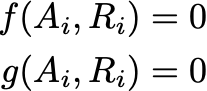 f(A_i, R_i) = 0
g(A_i, R_i) = 0